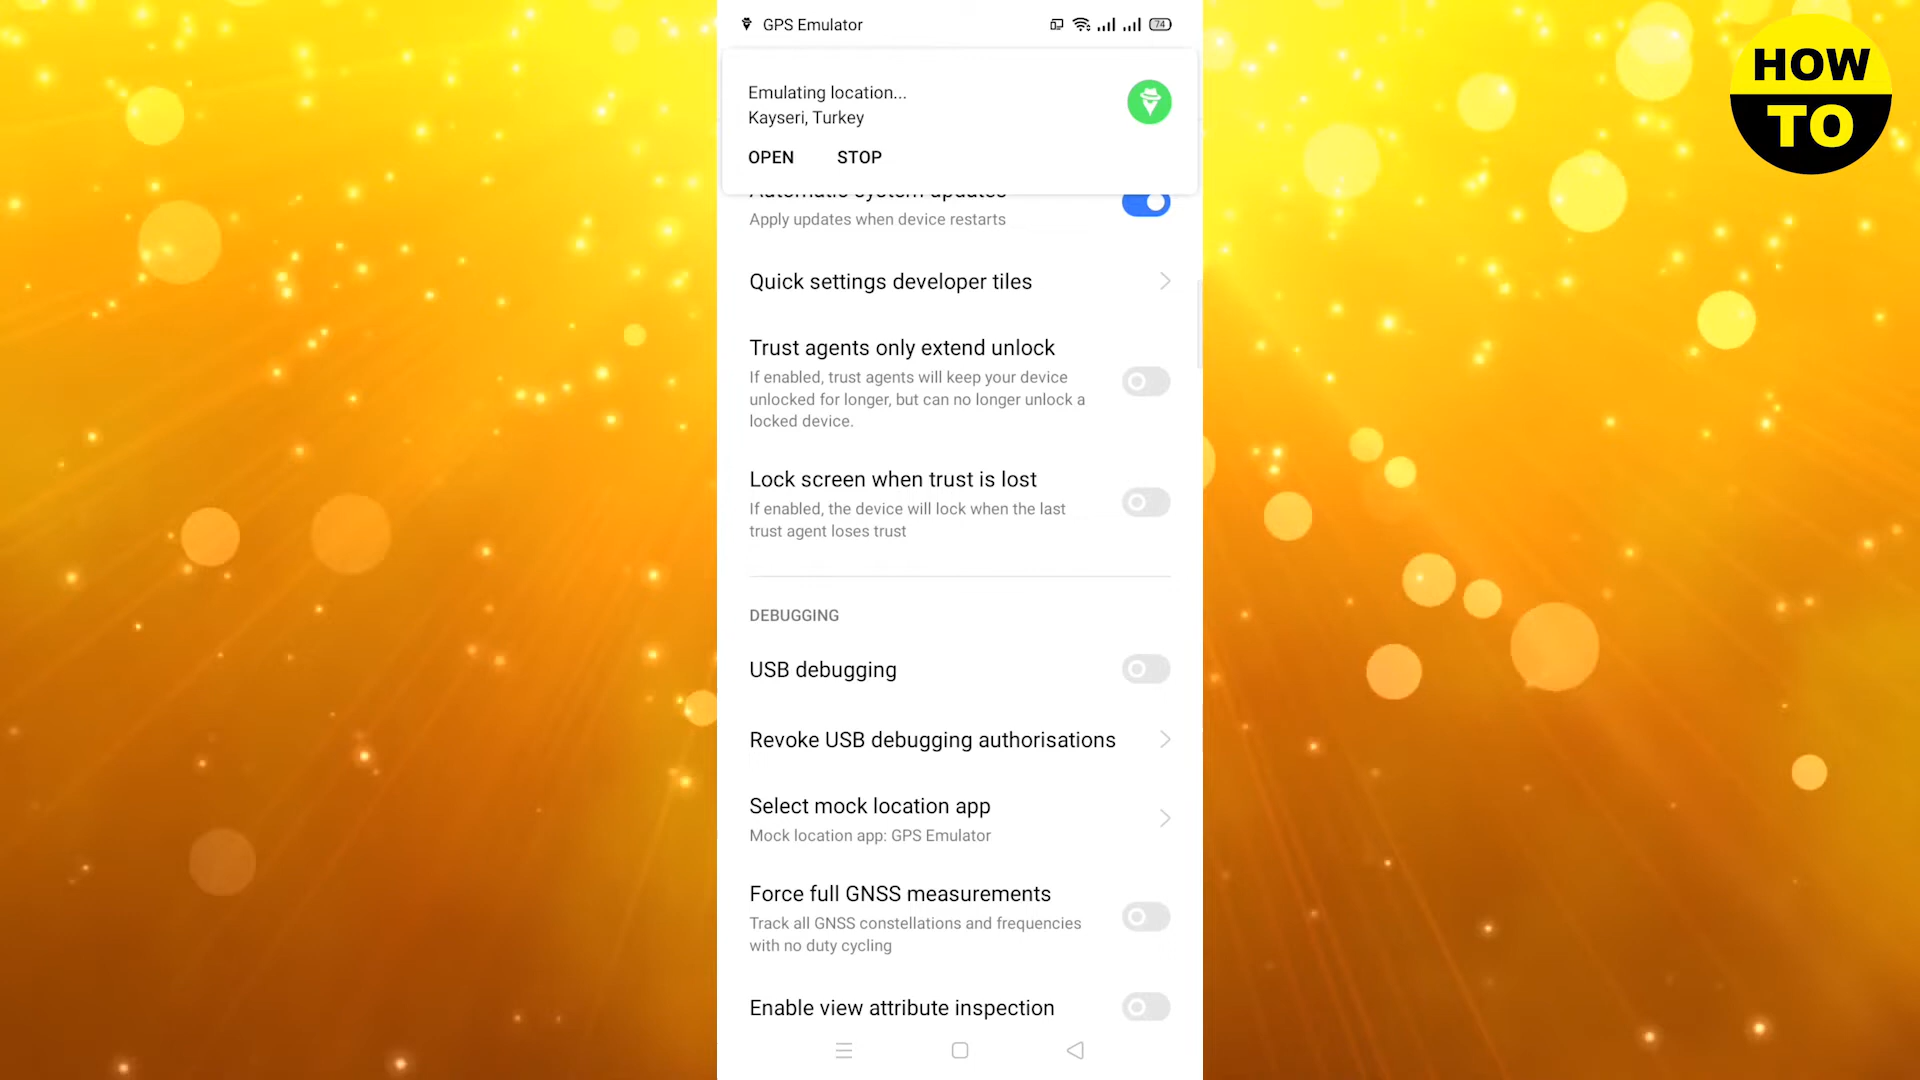 GPS Emulator
74
HOW
TO
Emulating location...
Kayseri, Turkey
OPEN STOP
Automatic system updates
Apply updates when device restarts
Quick settings developer tiles
Trust agents only extend unlock
If enabled, trust agents will keep your device
unlocked for longer, but can no longer unlock a
locked device.
Lock screen when trust is lost
If enabled, the device will lock when the last
trust agent loses trust
DEBUGGING
USB debugging
Revoke USB debugging authorisations
Select mock location app
Mock location app: GPS Emulator
Force full GNSS measurements
Track all GNSS constellations and frequencies
with no duty cycling
Enable view attribute inspection